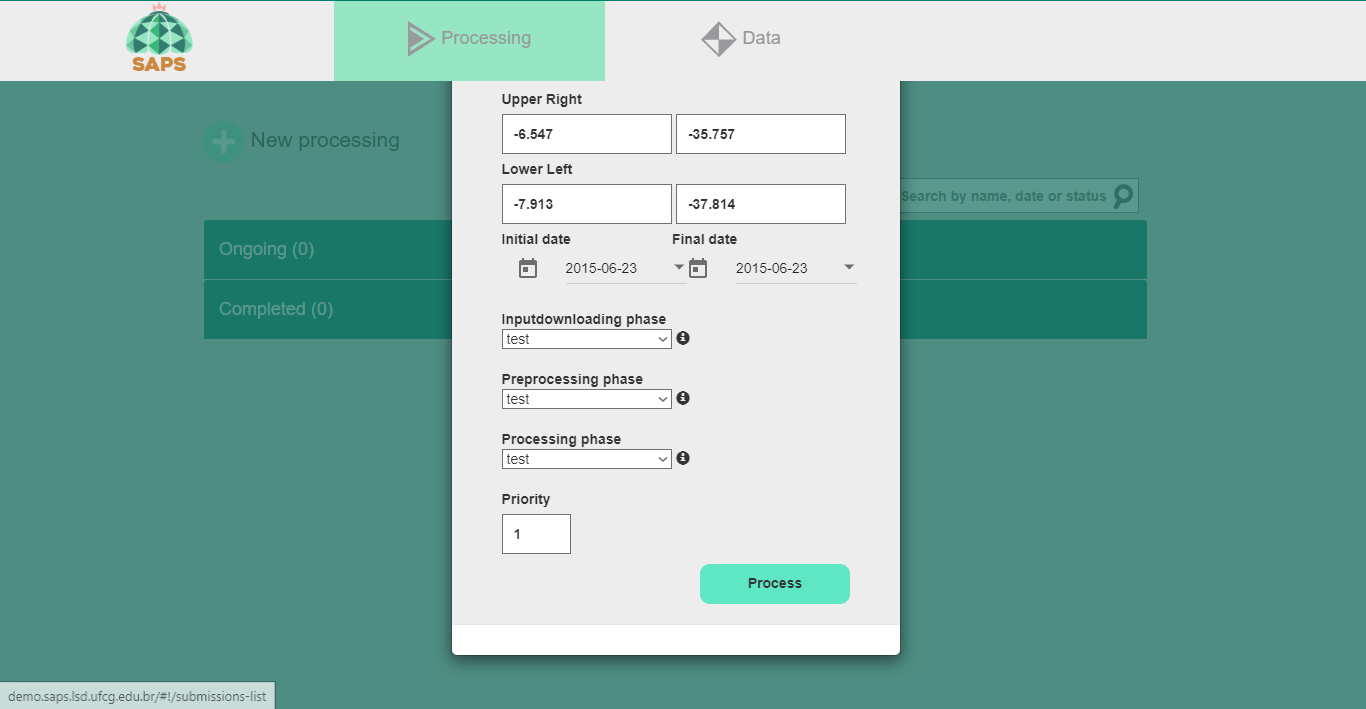 SAPS
Processing
Data
New processing
Search by name, date or status
Ongoing (0)
Completed (0)
Upper Right
-6.547 -35.757
Lower Left
-7.913 -37.814
Initial date Final date
2015-06-23 2015-06-23
Inputdownloading phase
test
Preprocessing phase
test
Processing phase
test
Priority
1
Process
demo.saps.lsd.ufcg.edu.br/#!/submissions-list